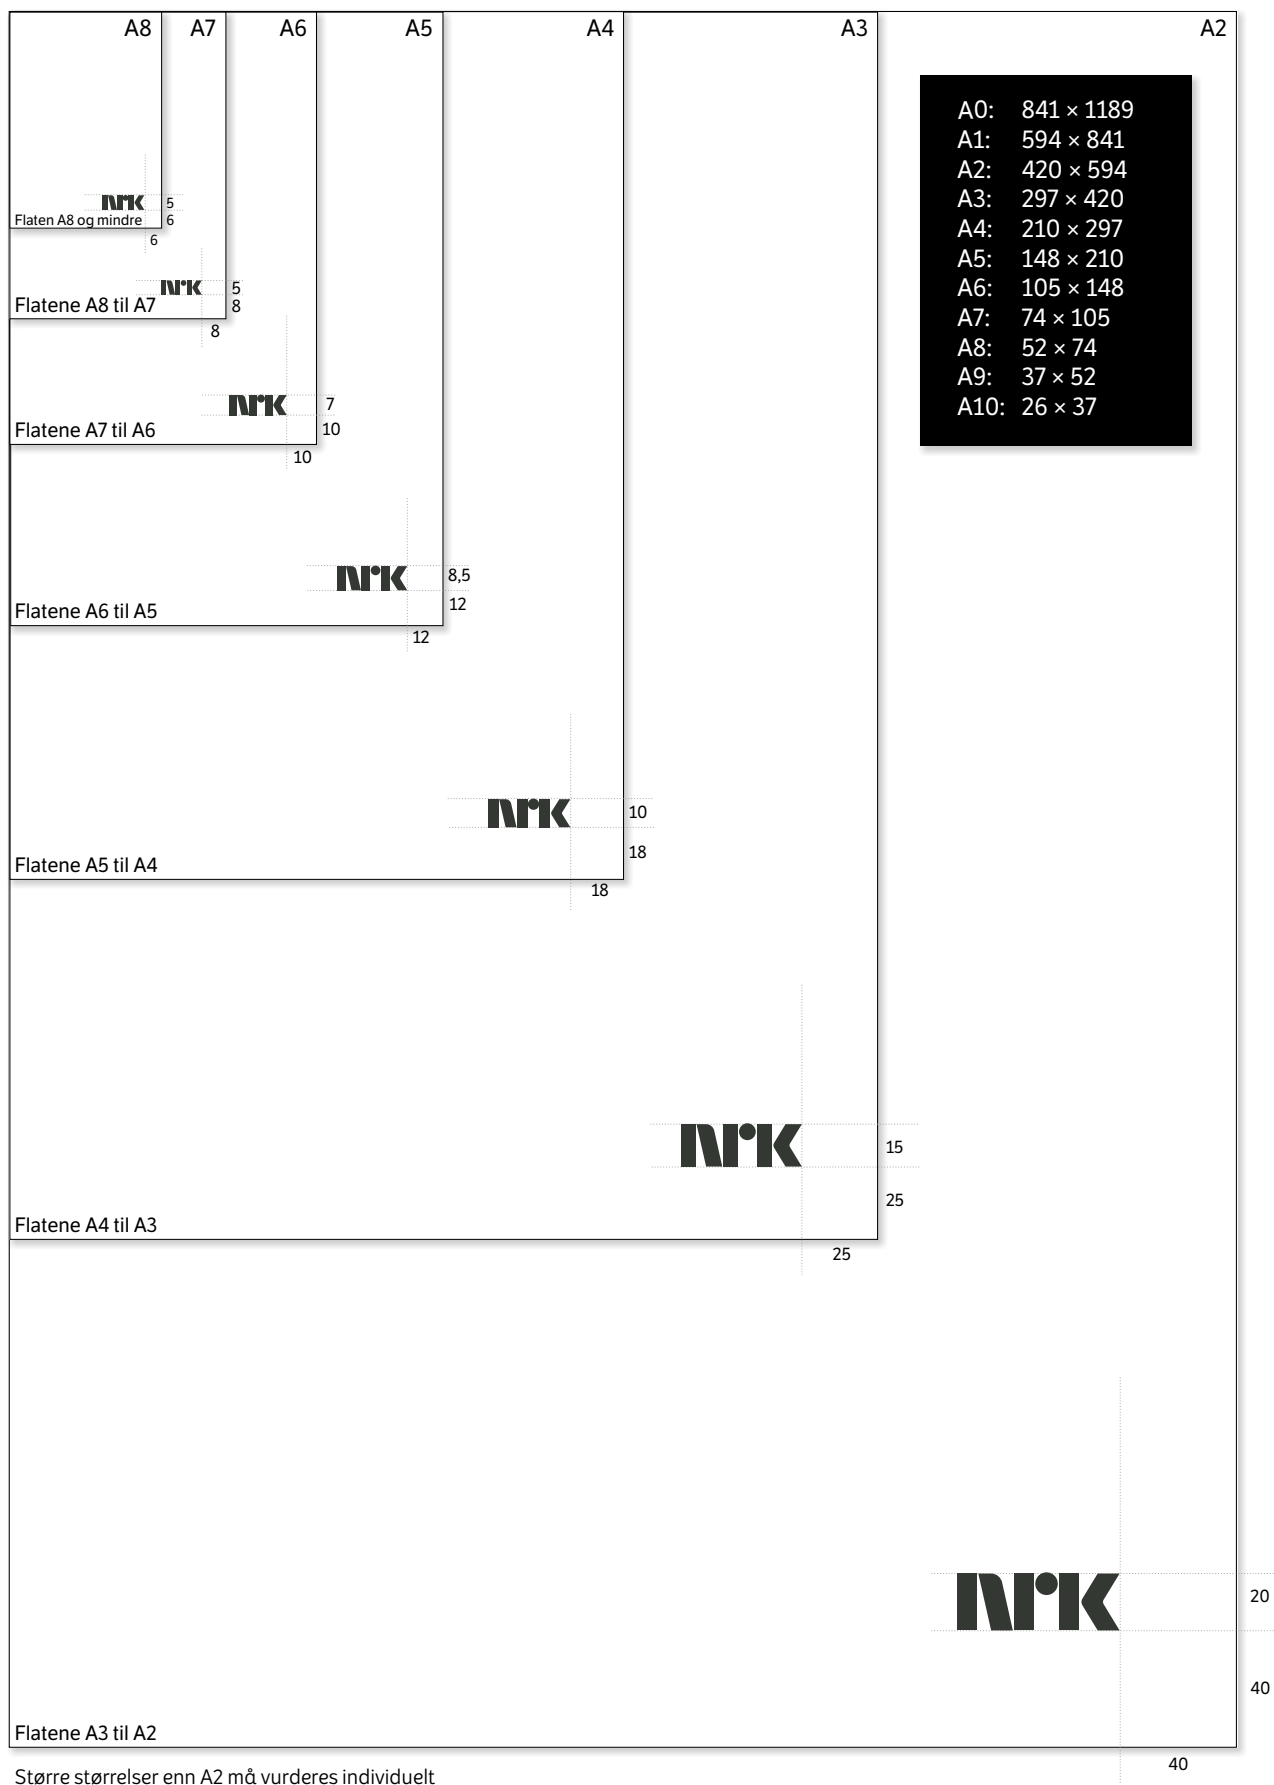 A8
A7
A6
A5
A4
A3
A2
A0: 841 × 1189
A1: 594 × 841
A2: 420 × 594
A3: 297 × 420
A4: 210 × 297
A5: 148 × 210
A6: 105 × 148
A7: 74 × 105
A8: 52 × 74
A9: 37 × 52
A10: 26 × 37
nrk
5
Flaten A8 og mindre
6
6
nrk
5
Flatene A8 til A7
8
8
nrk
7
Flatene A7 til A6
10
10
nrk
8,5
12
Flatene A6 til A5
12
nrk
10
18
Flatene A5 til A4
18
nrk
15
25
Flatene A4 til A3
25
nrk
20
40
Flatene A3 til A2
40
Større størrelser enn A2 må vurderes individuelt